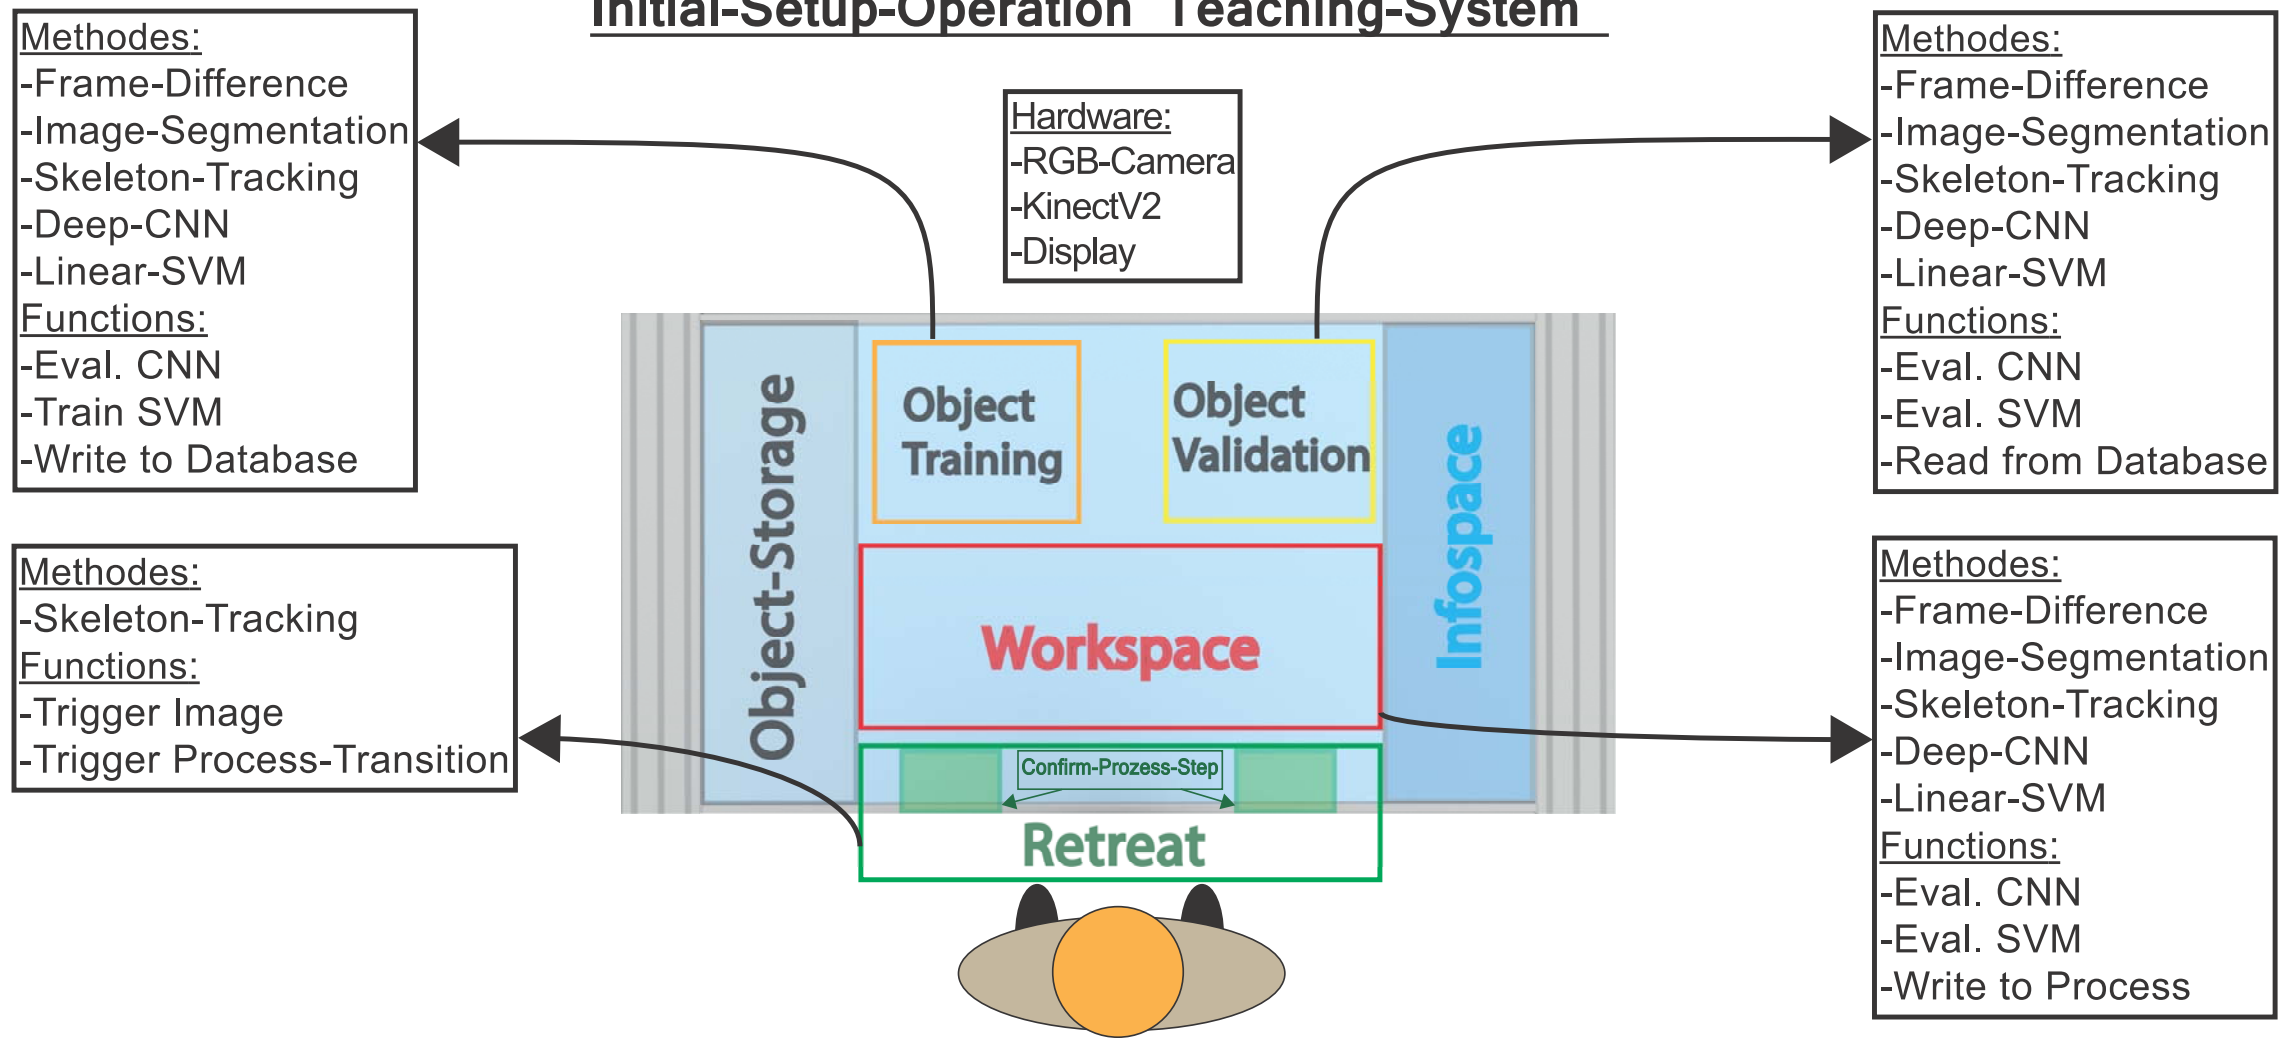 Initial-Setup-Operation Teaching-System
Methodes:
-Frame-Difference
-Image-Segmentation
-Skeleton-Tracking
-Deep-CNN
-Linear-SVM
Functions:
-Eval. CNN
-Train SVM
-Write to Database
Hardware:
-RGB-Camera
-KinectV2
-Display
Methodes:
-Frame-Difference
-Image-Segmentation
-Skeleton-Tracking
-Deep-CNN
-Linear-SVM
Functions:
-Eval. CNN
-Eval. SVM
-Read from Database
Object-Storage
Object
Training
Object
Validation
Infospace
Workspace
Confirm-Prozess-Step
Retreat
Methodes:
-Skeleton-Tracking
Functions:
-Trigger Image
-Trigger Process-Transition
Methodes:
-Frame-Difference
-Image-Segmentation
-Skeleton-Tracking
-Deep-CNN
-Linear-SVM
Functions:
-Eval. CNN
-Eval. SVM
-Write to Process